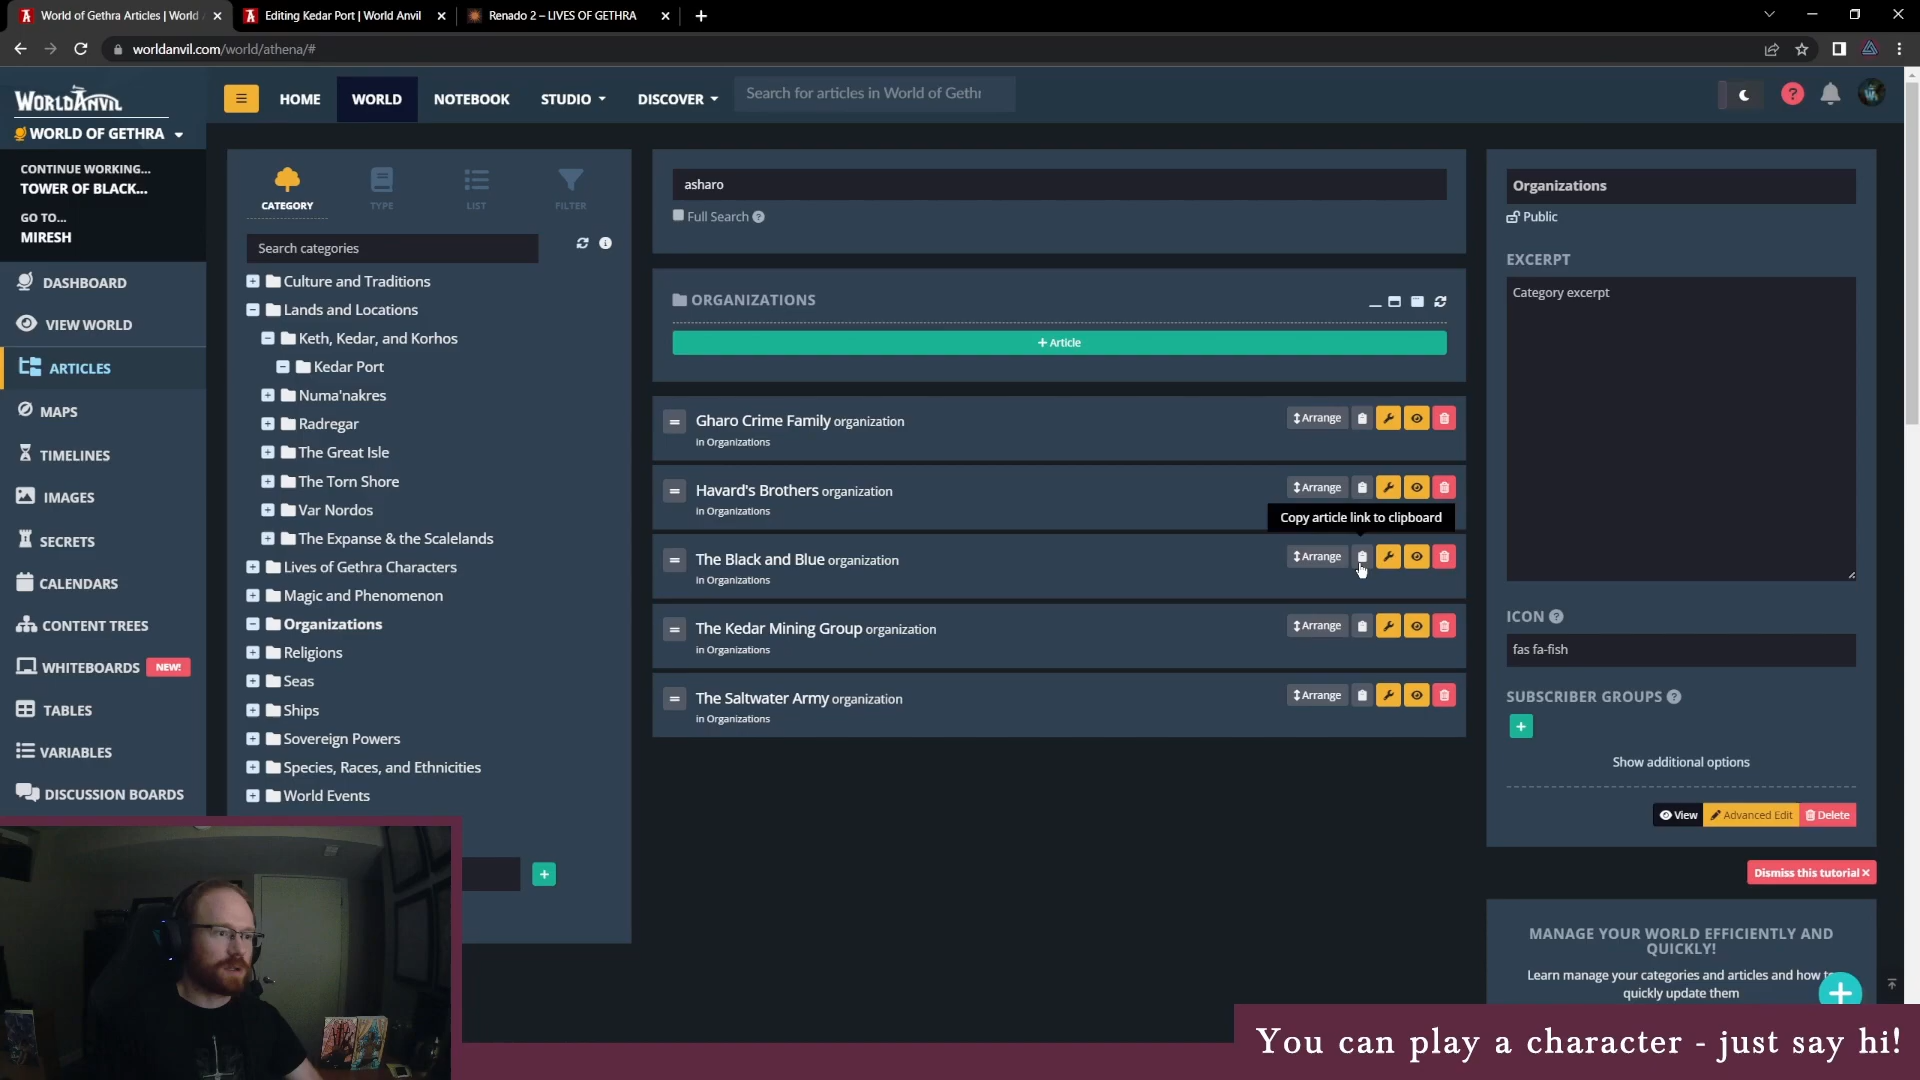 World of Gethra Articles | World
Editing Kedar Port | World Anvil
Renado 2 – LIVES OF GETHRA
worldanvil.com/world/athena/#
WORLDANVIL
WORLD OF GETHRA
CONTINUE WORKING...
TOWER OF BLACK...
GO TO...
MIRESH
DASHBOARD
VIEW WORLD
ARTICLES
MAPS
TIMELINES
IMAGES
SECRETS
CALENDARS
CONTENT TREES
WHITEBOARDS NEW!
TABLES
VARIABLES
DISCUSSION BOARDS
HOME
WORLD
NOTEBOOK
STUDIO
DISCOVER
Search for articles in World of Gethr
CATEGORY
TYPE
LIST
FILTER
Search categories
Culture and Traditions
Lands and Locations
Keth, Kedar, and Korhos
Kedar Port
Numa'nakres
Radregar
The Great Isle
The Torn Shore
Var Nordos
The Expanse & the Scalelands
Lives of Gethra Characters
Magic and Phenomenon
Organizations
Religions
Seas
Ships
Sovereign Powers
Species, Races, and Ethnicities
World Events
asharo
Full Search
ORGANIZATIONS
+ Article
Gharo Crime Family organization
in Organizations
Arrange
Havard's Brothers organization
in Organizations
Arrange
Copy article link to clipboard
The Black and Blue organization
in Organizations
Arrange
The Kedar Mining Group organization
in Organizations
Arrange
The Saltwater Army organization
in Organizations
Arrange
Organizations
Public
EXCERPT
Category excerpt
ICON
fas fa-fish
SUBSCRIBER GROUPS
Show additional options
View
Advanced Edit
Delete
Dismiss this tutorial ×
MANAGE YOUR WORLD EFFICIENTLY AND
QUICKLY!
Learn manage your categories and articles and how to
quickly update them
You can play a character - just say hi!